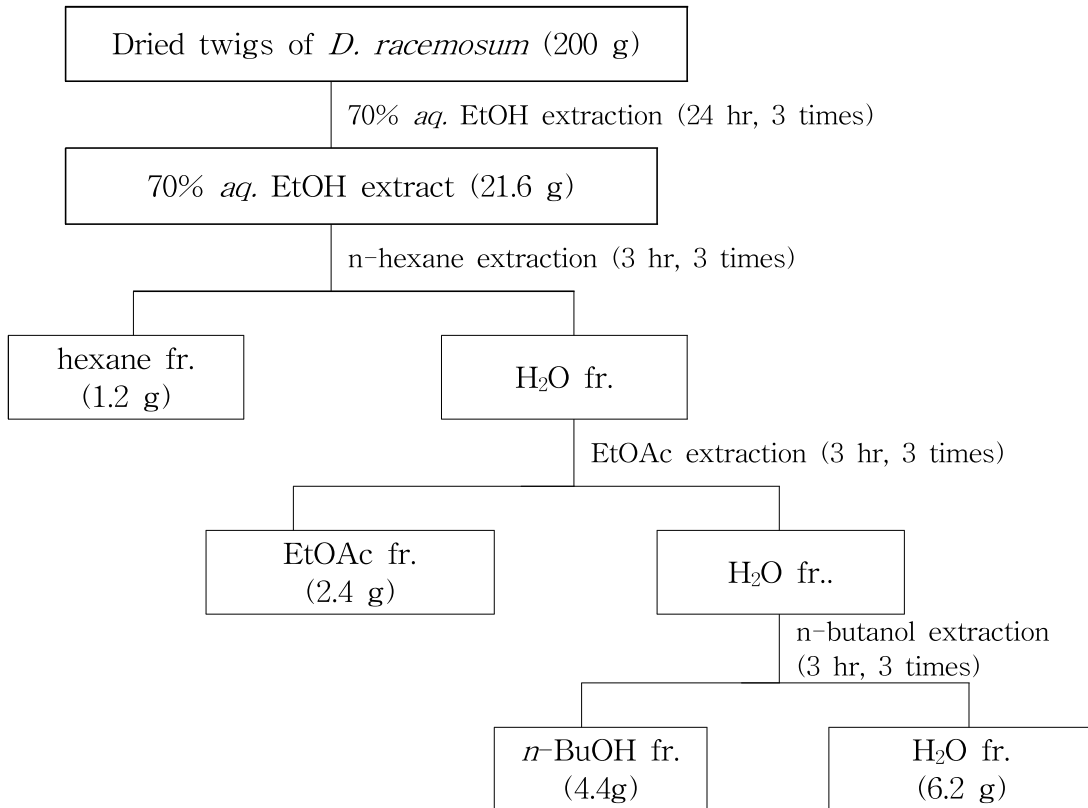 Dried twigs of D. racemosum (200 g)
70% aq. EtOH extraction (24 hr, 3 times)
70% aq. EtOH extract (21.6 g)
n-hexane extraction (3 hr, 3 times)
hexane fr.
(1.2 g)
H₂O fr.
EtOAc extraction (3 hr, 3 times)
EtOAc fr.
(2.4 g)
H₂O fr..
n-butanol extraction
(3 hr, 3 times)
n-BuOH fr.
(4.4g)
H₂O fr.
(6.2 g)